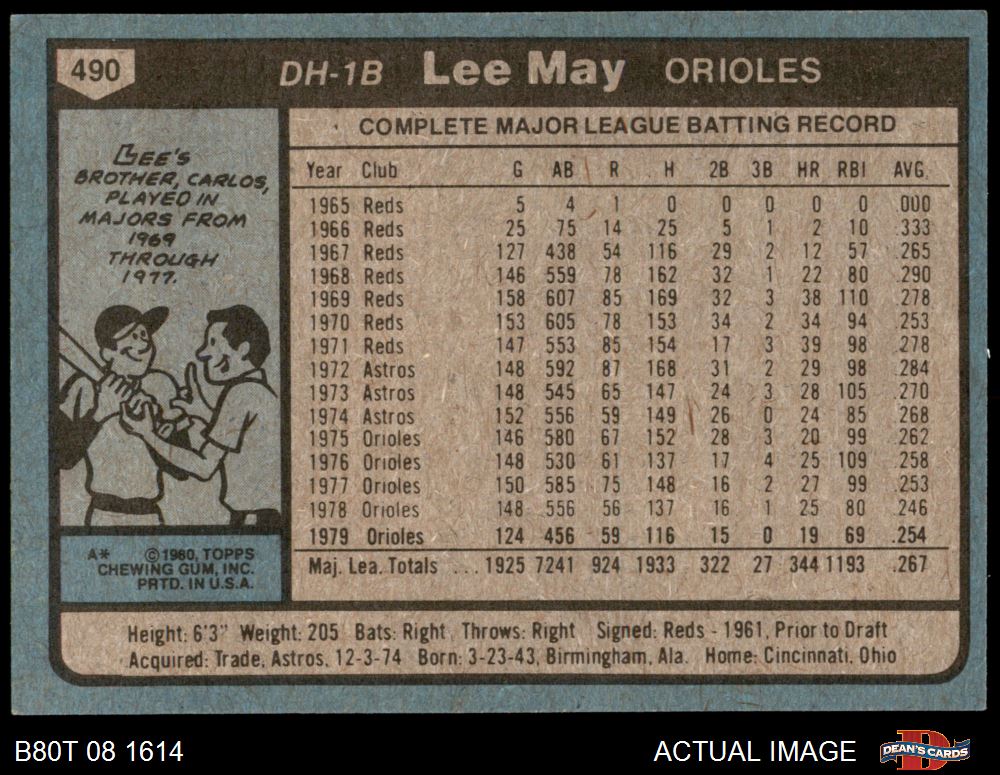 490 DH-1B Lee May ORIOLES
LEE'S
BROTHER, CARLOS,
PLAYED IN
MAJORS FROM
1969
THROUGH
1977.
A* ©1980, TOPPS
CHEWING GUM, INC.
PRTD. IN U.S.A.
COMPLETE MAJOR LEAGUE BATTING RECORD
Year Club G AB R H 2B 3B HR RBI AVG.
1965 Reds 5 4 1 0 0 0 0 0 .000
1966 Reds 25 75 14 25 5 1 2 10 .333
1967 Reds 127 438 54 116 29 2 12 57 .265
1968 Reds 146 559 78 162 32 1 22 80 .290
1969 Reds 158 607 85 169 32 3 38 110 .278
1970 Reds 153 605 78 153 34 2 34 94 .253
1971 Reds 147 553 85 154 17 3 39 98 .278
1972 Astros 148 592 87 168 31 2 29 98 .284
1973 Astros 148 545 65 147 24 3 28 105 .270
1974 Astros 152 556 59 149 26 0 24 85 .268
1975 Orioles 146 580 67 152 28 3 20 99 .262
1976 Orioles 148 530 61 137 17 4 25 109 .258
1977 Orioles 150 585 75 148 16 2 27 99 .253
1978 Orioles 148 556 56 137 16 1 25 80 .246
1979 Orioles 124 456 59 116 15 0 19 69 .254
Maj. Lea. Totals ... 1925 7241 924 1933 322 27 344 1193 .267
Height: 6'3" Weight: 205 Bats: Right Throws: Right Signed: Reds - 1961, Prior to Draft
Acquired: Trade, Astros, 12-3-74 Born: 3-23-43, Birmingham, Ala. Home: Cincinnati, Ohio
B80T 08 1614 ACTUAL IMAGE D DEAN'S CARDS